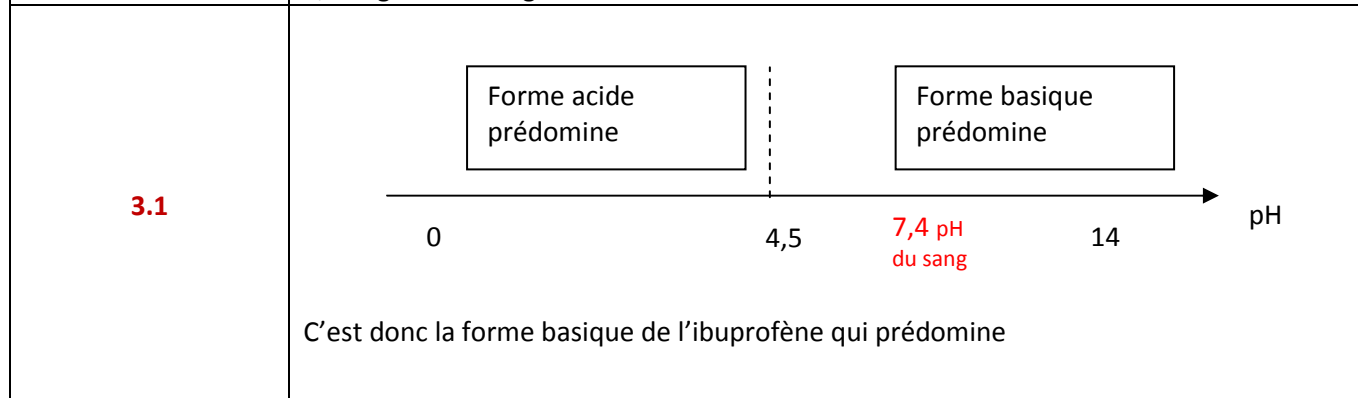 Forme acide
prédomine
Forme basique
prédomine
3.1
pH
0
4,5
7,4 pH
du sang
14
C’est donc la forme basique de l’ibuprofène qui prédomine